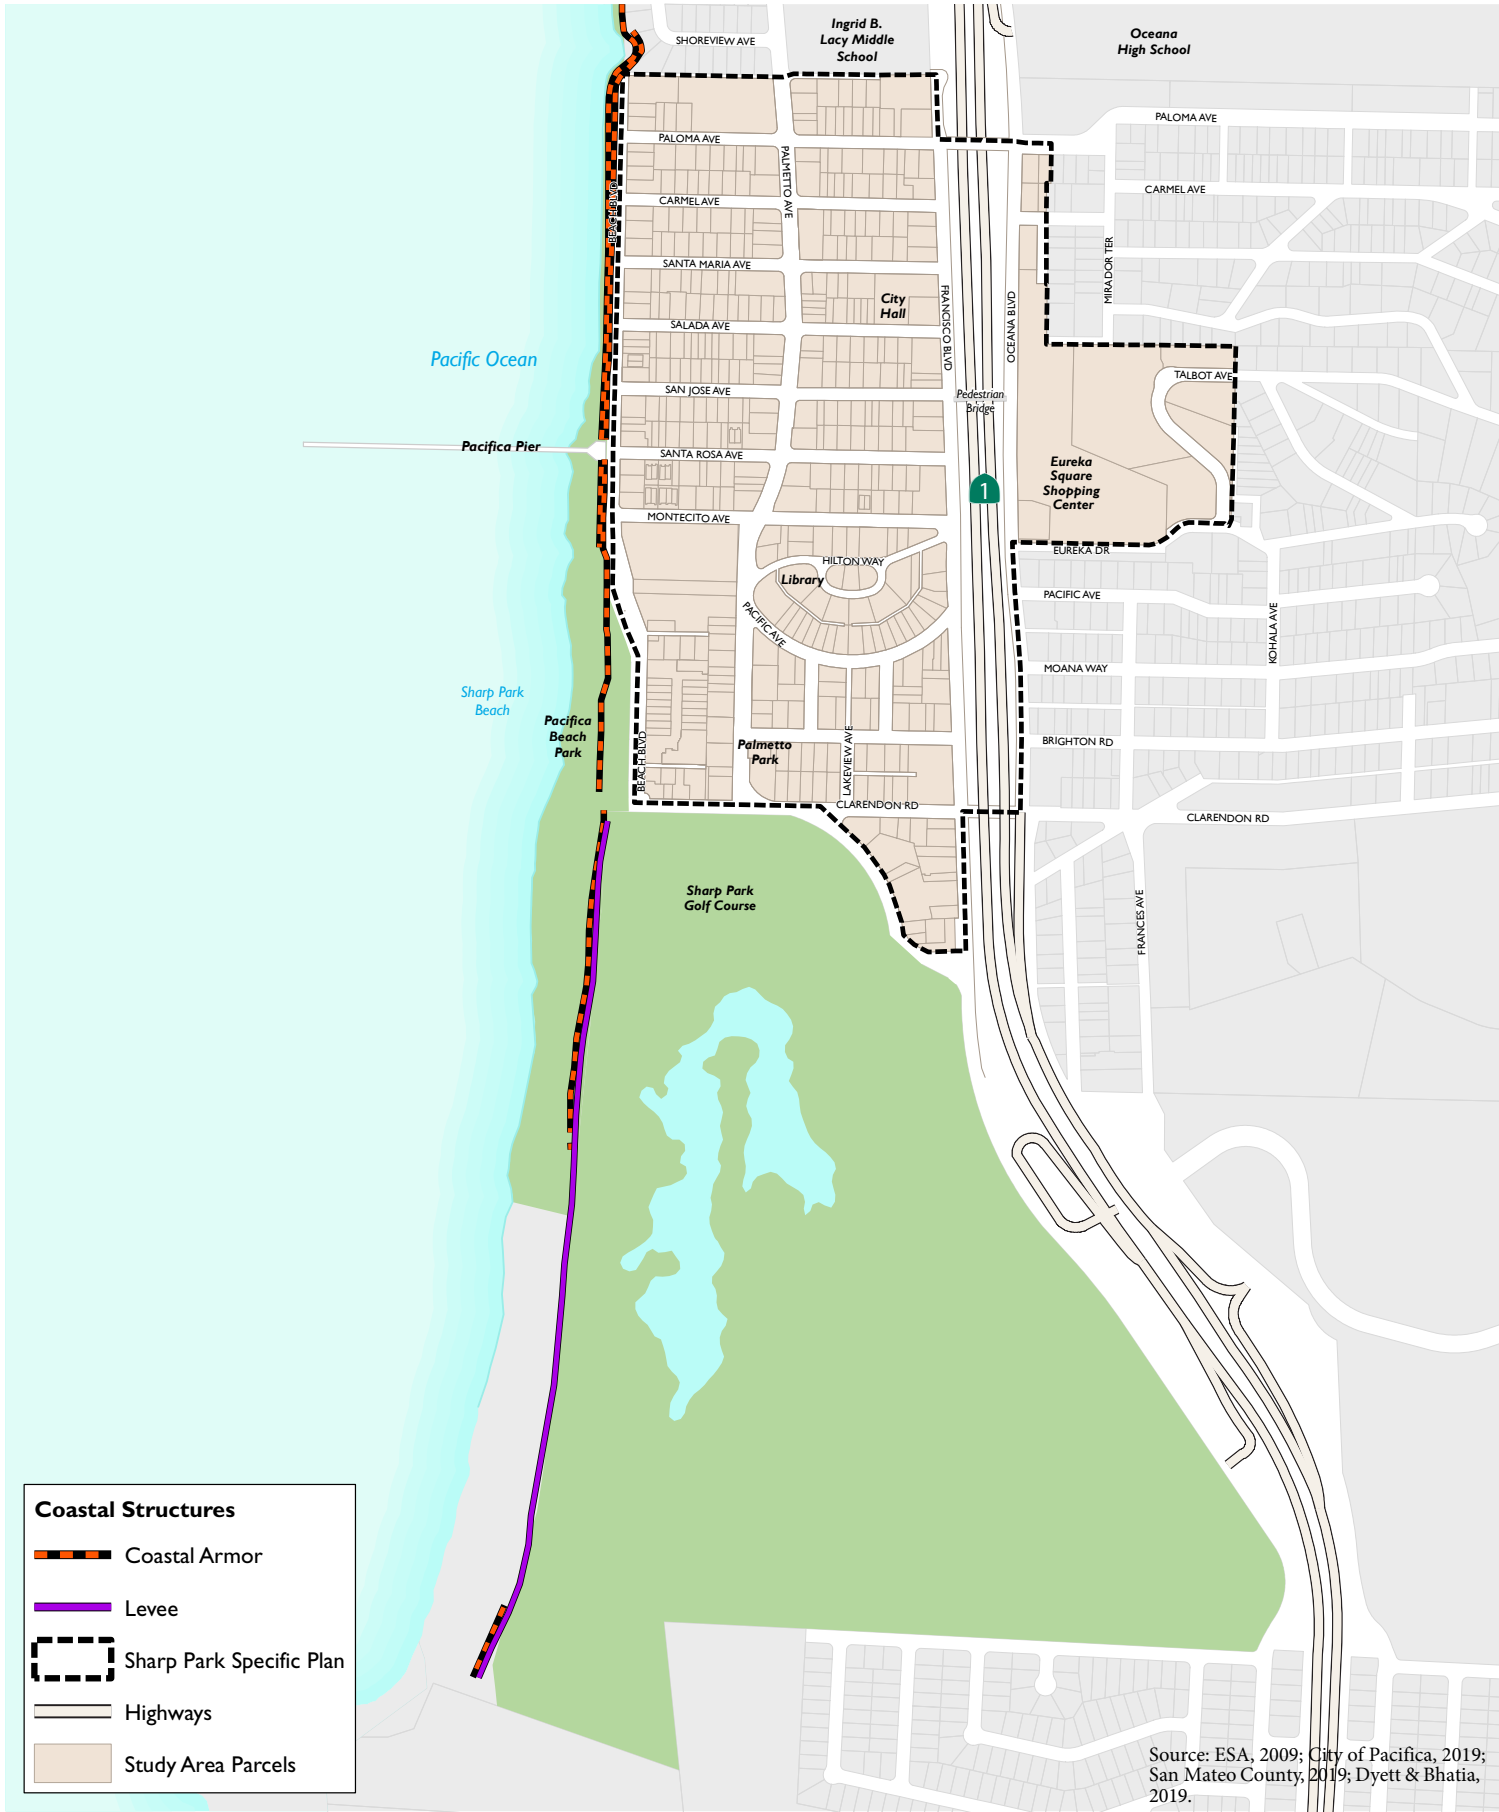 SHOREVIEW AVE
Ingrid B.
Lacy Middle
School
Oceana
High School
PALOMA AVE
PALOMA AVE
PALMETTO AVE
CARMEL AVE
CARMEL AVE
BEACH BLVD
SANTA MARIA AVE
MIRADOR TER
City
Hall
FRANCISCO BLVD
OCEANA BLVD
SALADA AVE
Pacific Ocean
TALBOT AVE
SAN JOSE AVE
Pedestrian
Bridge
Pacifica Pier
SANTA ROSA AVE
Eureka
Square
Shopping
Center
1
MONTECITO AVE
EUREKA DR
HILTON WAY
Library
PACIFIC AVE
PACIFIC AVE
KOHALA AVE
MOANA WAY
Sharp Park
Beach
Pacifica
Beach
Park
BEACH BLVD
Palmetto
Park
LAKEVIEW AVE
BRIGHTON RD
CLARENDON RD
CLARENDON RD
Sharp Park
Golf Course
FRANCES AVE
Coastal Structures
Coastal Armor
Levee
Sharp Park Specific Plan
Highways
Study Area Parcels
Source: ESA, 2009; City of Pacifica, 2019;
San Mateo County, 2019; Dyett & Bhatia,
2019.